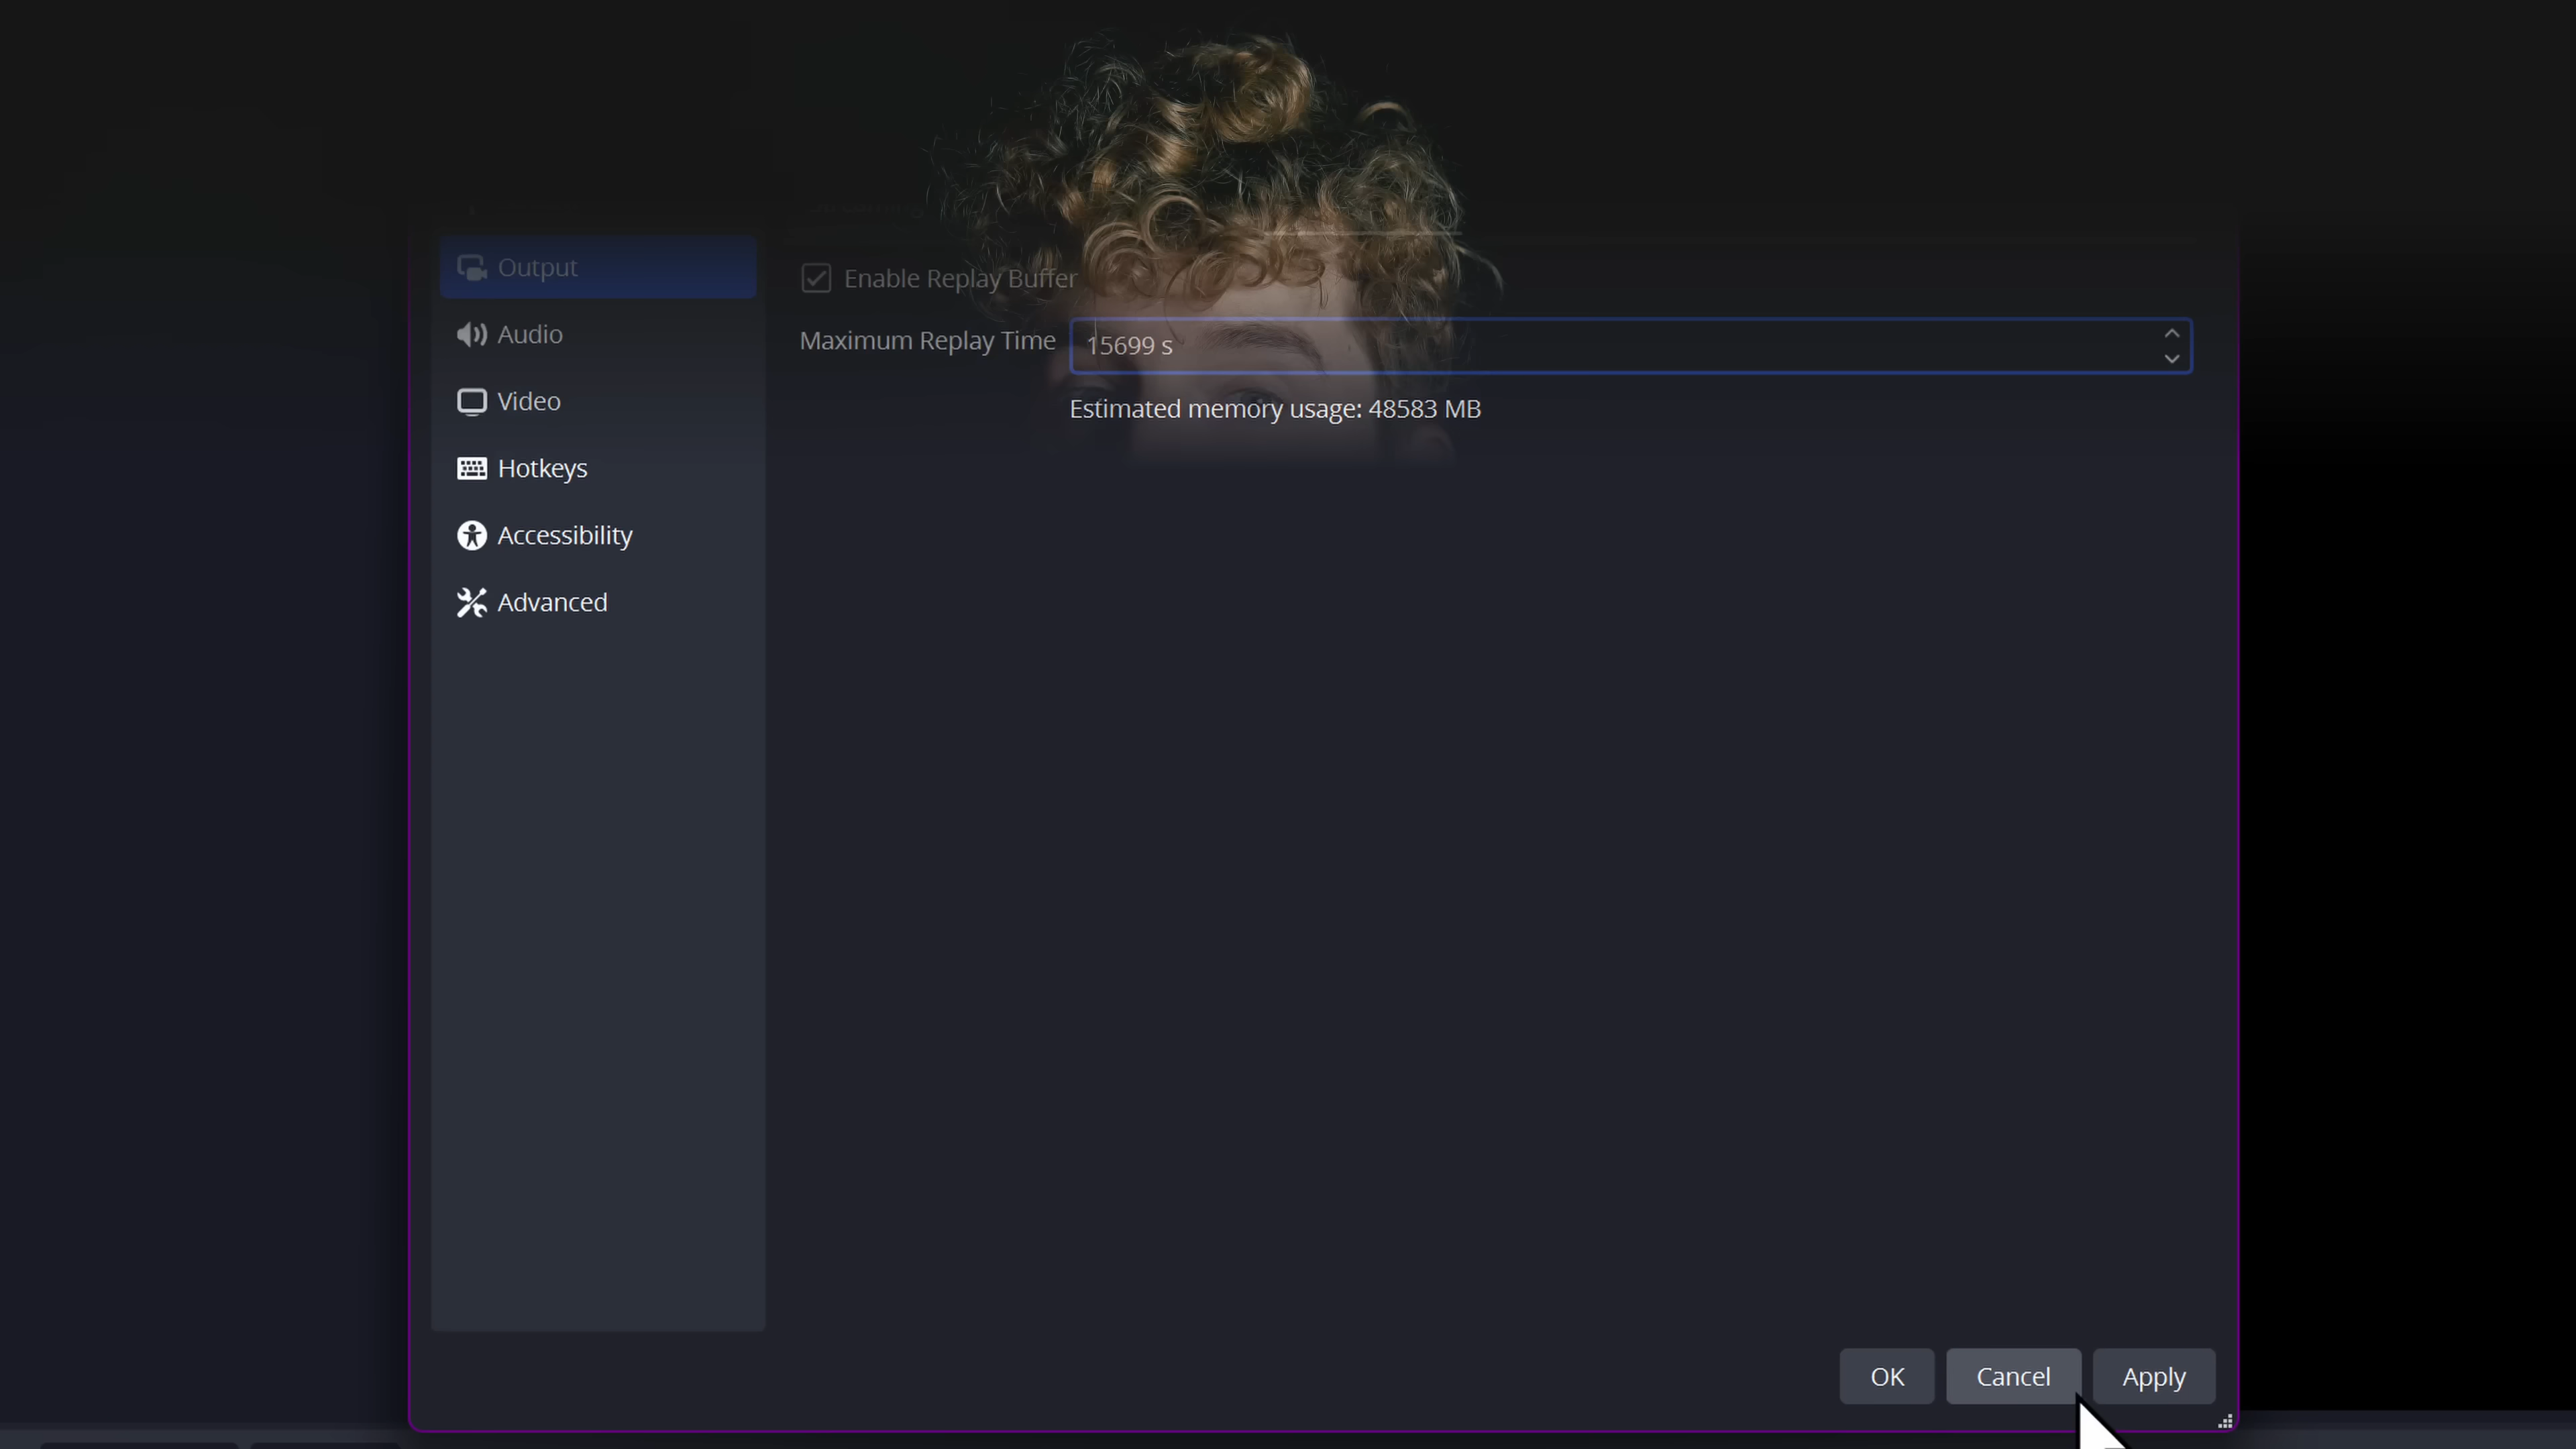 Output
Enable Replay Buffer
Audio
Maximum Replay Time 15699 s
Video
Estimated memory usage: 48583 MB
Hotkeys
Accessibility
Advanced
OK Cancel Apply